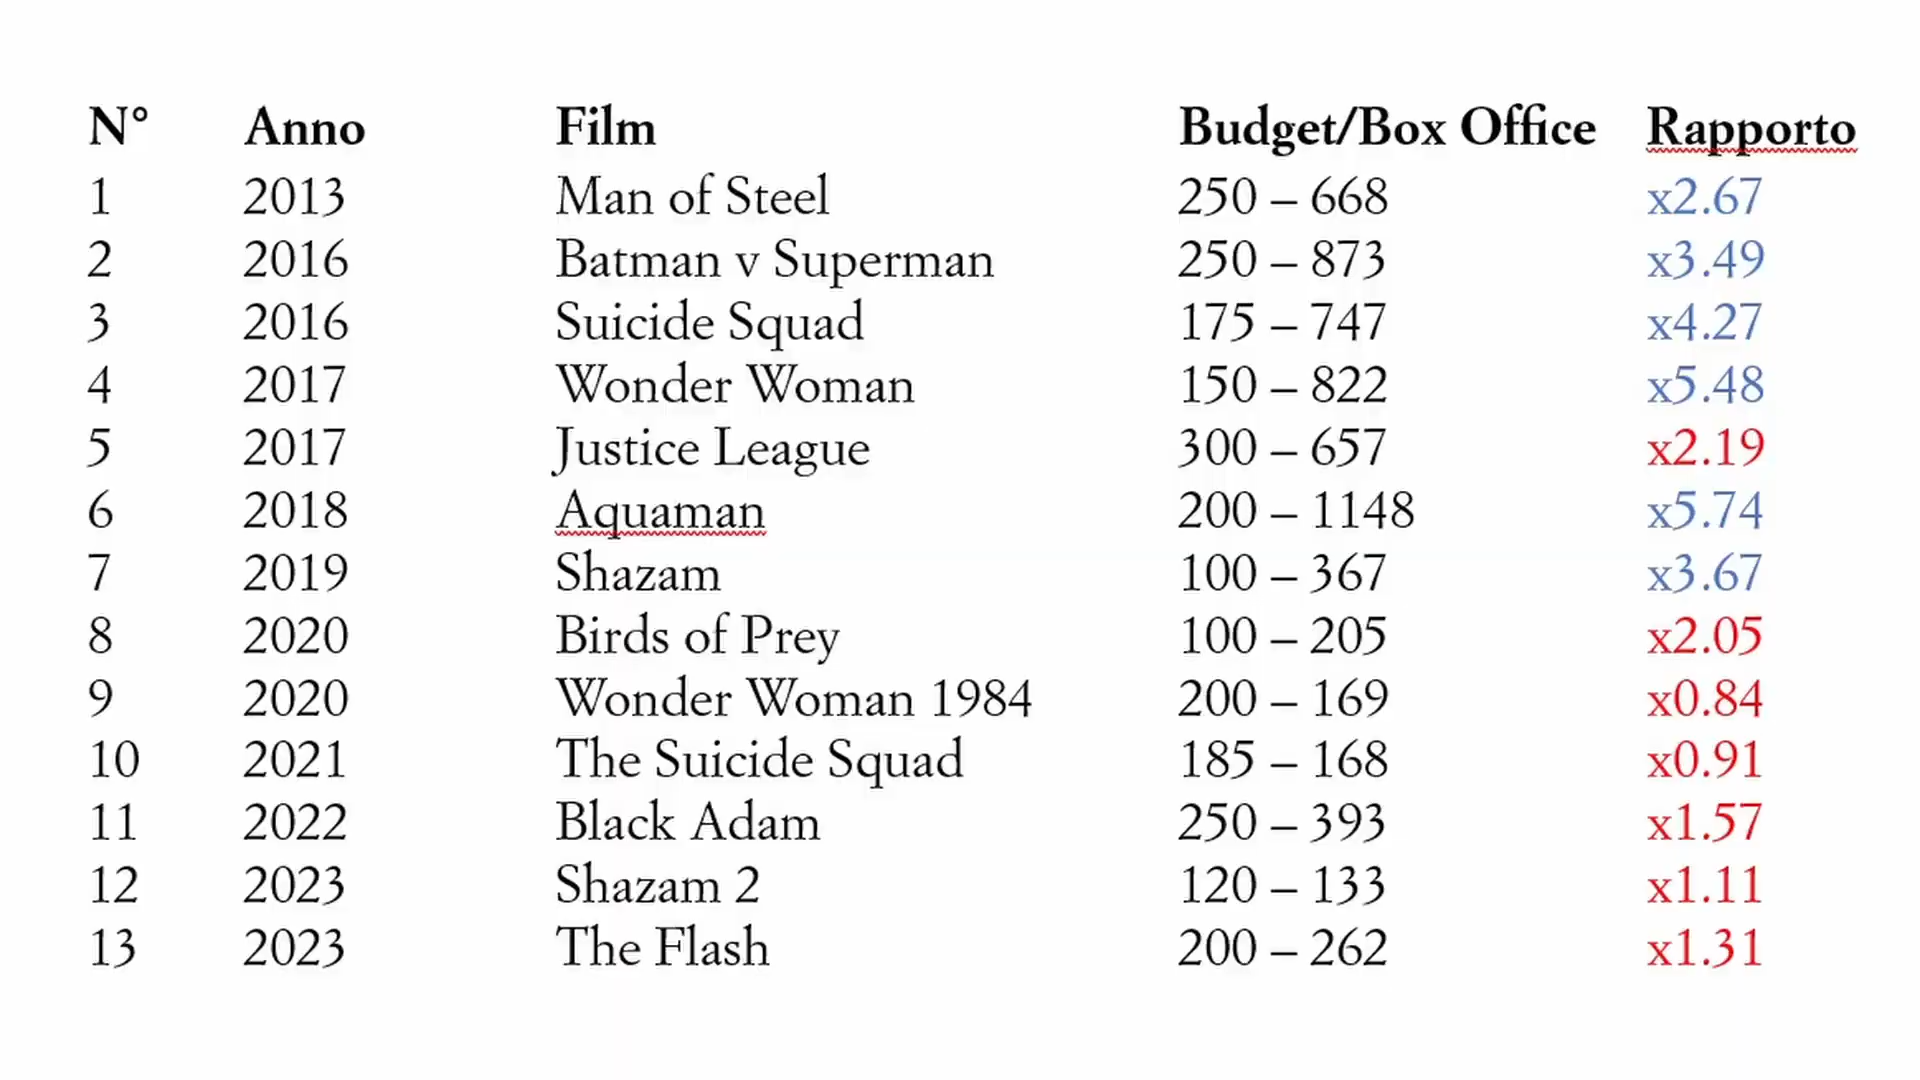 N° Anno Film Budget/Box Office Rapporto
1 2013 Man of Steel 250 – 668 x2.67
2 2016 Batman v Superman 250 – 873 x3.49
3 2016 Suicide Squad 175 – 747 x4.27
4 2017 Wonder Woman 150 – 822 x5.48
5 2017 Justice League 300 – 657 x2.19
6 2018 Aquaman 200 – 1148 x5.74
7 2019 Shazam 100 – 367 x3.67
8 2020 Birds of Prey 100 – 205 x2.05
9 2020 Wonder Woman 1984 200 – 169 x0.84
10 2021 The Suicide Squad 185 – 168 x0.91
11 2022 Black Adam 250 – 393 x1.57
12 2023 Shazam 2 120 – 133 x1.11
13 2023 The Flash 200 – 262 x1.31